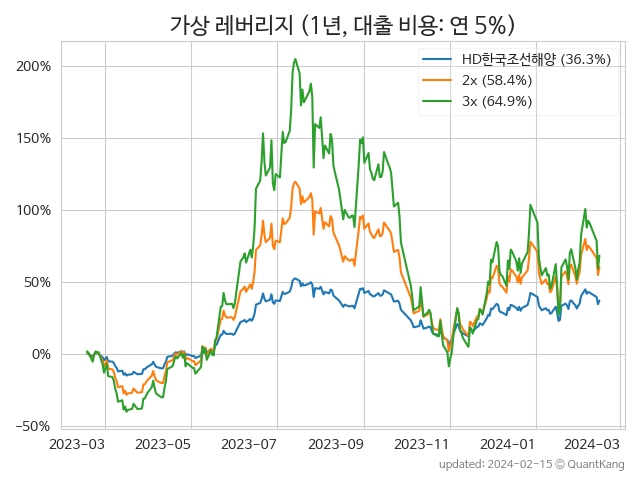 가상 레버리지 (1년, 대출 비용: 연 5%)
HD한국조선해양 (36.3%)
2x (58.4%)
3x (64.9%)
200%
150%
100%
50%
0%
−50%
2023-03 2023-05 2023-07 2023-09 2023-11 2024-01 2024-03
updated: 2024-02-15 © QuantKang